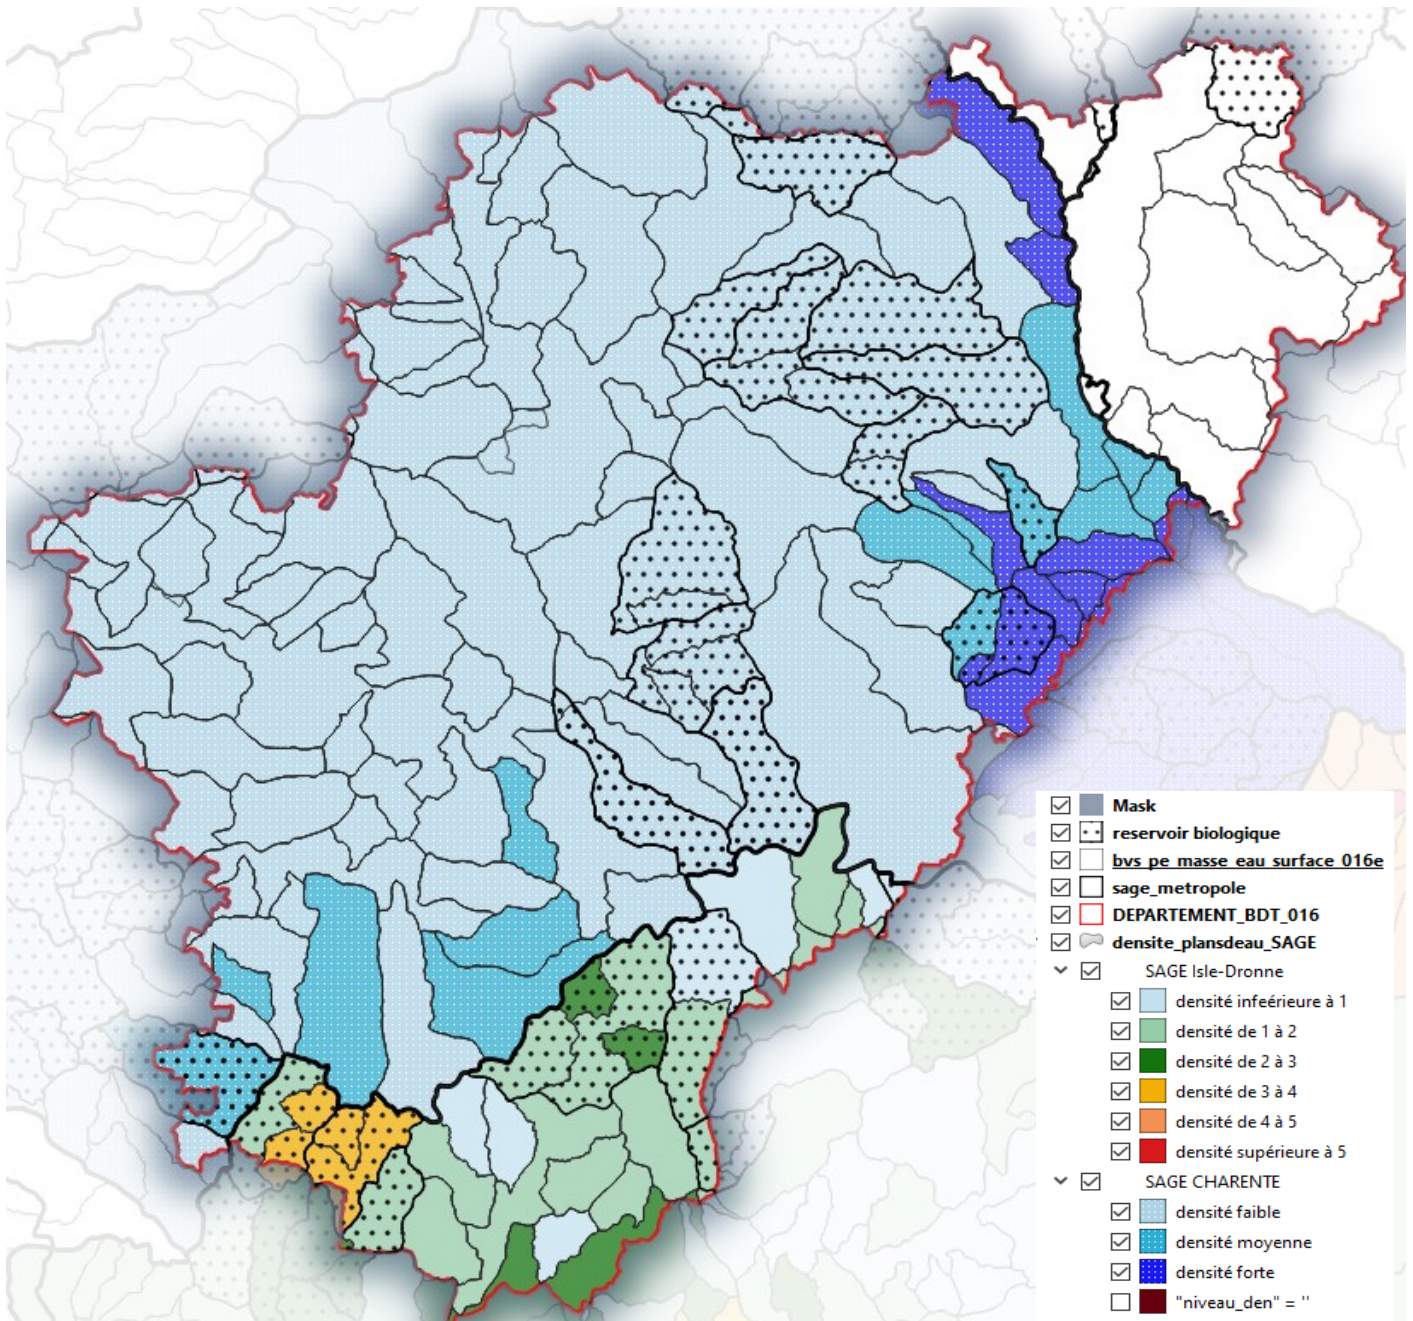 Mask
reservoir biologique
bvs_pe_masse_eau_surface_016e
sage_metropole
DEPARTEMENT_BDT_016
densite_plansdeau_SAGE
SAGE Isle-Dronne
densité infeérieure à 1
densité de 1 à 2
densité de 2 à 3
densité de 3 à 4
densité de 4 à 5
densité supérieure à 5
SAGE CHARENTE
densité faible
densité moyenne
densité forte
"niveau_den" = ''